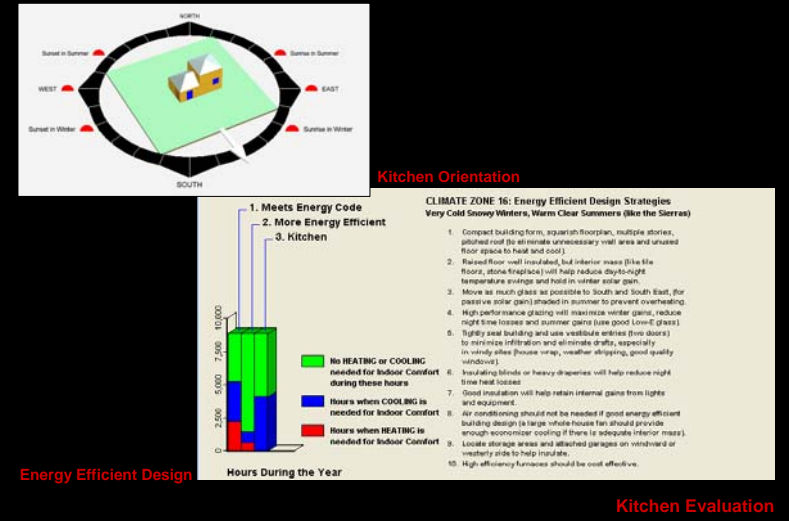 NORTH
Sunset in Summer
Sunrise in Summer
WEST
EAST
Sunset in Winter
Sunrise in Winter
SOUTH
Kitchen Orientation
1. Meets Energy Code
2. More Energy Efficient
3. Kitchen
10,000
7,500
5,000
2,500
0
No HEATING or COOLING
needed for Indoor Comfort
during these hours
Hours when COOLING is
needed for Indoor Comfort
Hours when HEATING is
needed for Indoor Comfort
Hours During the Year
CLIMATE ZONE 16: Energy Efficient Design Strategies
Very Cold Snowy Winters, Warm Clear Summers (like the Sierras)
1. Compact building form, squarish floorplan, multiple stories,
pitched roof (to eliminate unnecessary wall area and unused
floor space to heat and cool).
2. Raised floor well insulated, but interior mass (like tile
floors, stone fireplace) will help reduce day-to-night
temperature swings and hold in winter solar gain.
3. Move as much glass as possible to South and South East, (for
passive solar gain) shaded in summer to prevent overheating.
4. High performance glazing will maximize winter gains, reduce
night time losses and summer gains (use good Low-E glass).
5. Tightly seal building and use vestibule entries (two doors)
to minimize infiltration and eliminate drafts, especially
in windy sites (house wrap, weather stripping, good quality
windows).
6. Insulating blinds or heavy draperies will help reduce night
time heat losses
7. Good insulation will help retain internal gains from lights
and equipment.
8. Air conditioning should not be needed if good energy efficient
building design (a large whole-house fan should provide
enough economizer cooling if there is adequate interior mass).
9. Locate storage areas and attached garages on windward or
westerly side to help insulate.
10. High efficiency furnaces should be cost effective.
Energy Efficient Design
Kitchen Evaluation